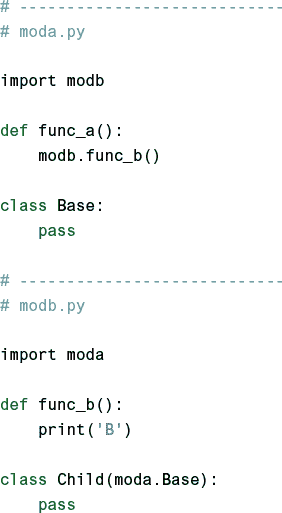 # ----------------------------
# moda.py
import modb
def func_a():
    modb.func_b()
class Base:
    pass
# ----------------------------
# modb.py
import moda
def func_b():
    print('B')
class Child(moda.Base):
    pass